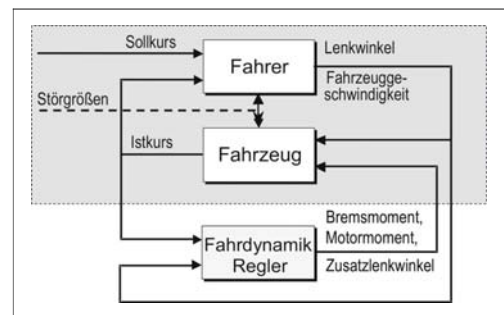 Sollkurs
Fahrer
Lenkwinkel
Fahrzeugge-
schwindigkeit
Störgrößen
Istkurs
Fahrzeug
Bremsmoment,
Motormoment,
Zusatzlenkwinkel
Fahrdynamik
Regler